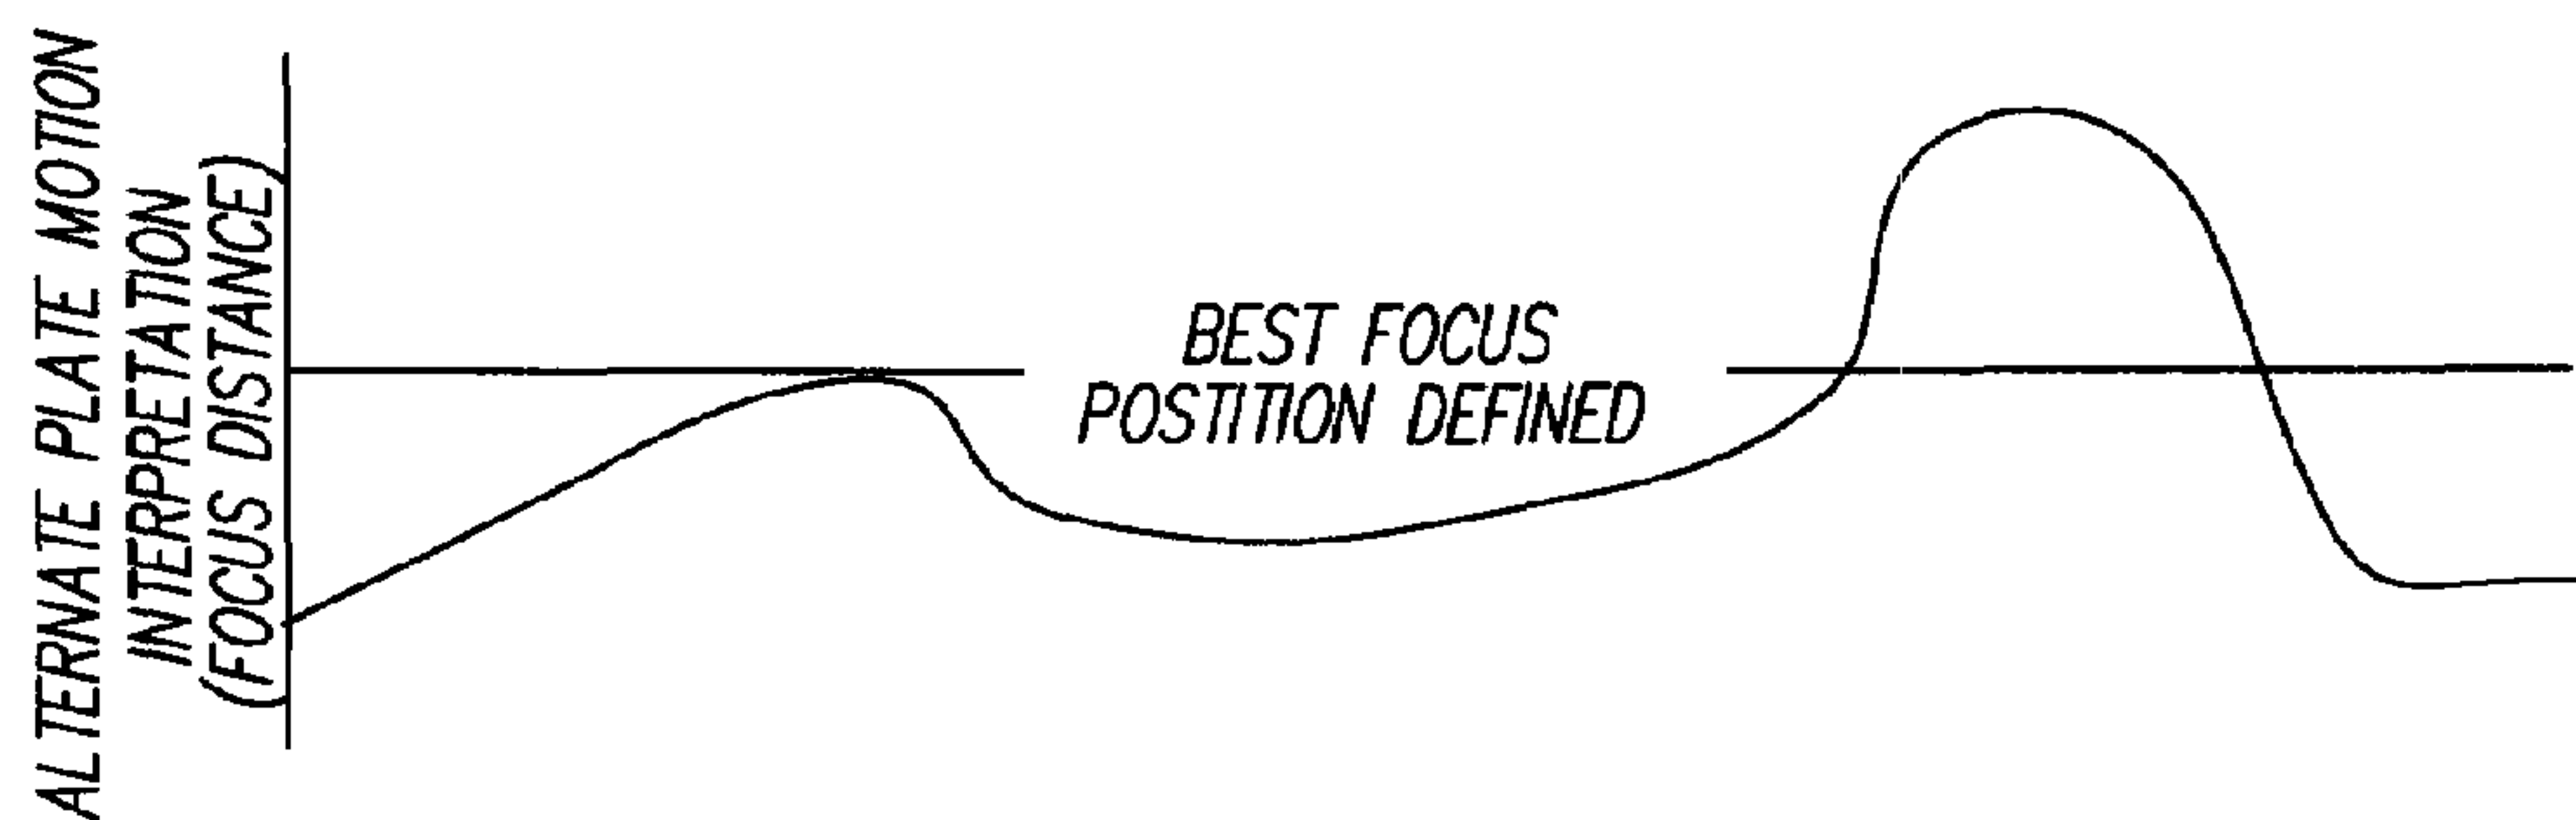 ALTERNATE PLATE MOTION
INTERPRETATION
(FOCUS DISTANCE)
BEST FOCUS
POSTITION DEFINED